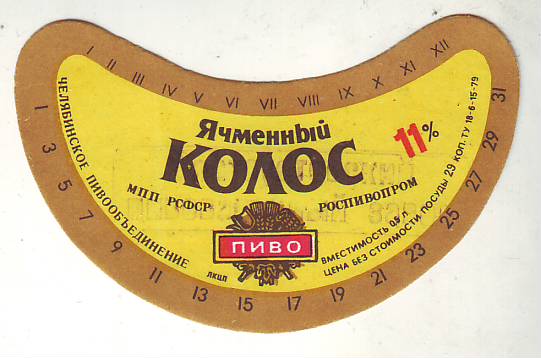 I II III IV V VI VII VIII IX X XI XII
Ячменный
КОЛОС
11%
МПП РСФСР
РОСПИВОПРОМ
ПИВО
ЛКЦП
ЧЕЛЯБИНСКОЕ ПИВООБЪЕДИНЕНИЕ
ВМЕСТИМОСТЬ 0,5 Л
ЦЕНА БЕЗ СТОИМОСТИ ПОСУДЫ 29 КОП. ТУ 18-6-15-79
1 3 5 7 9 11 13 15 17 19 21 23 25 27 29 31